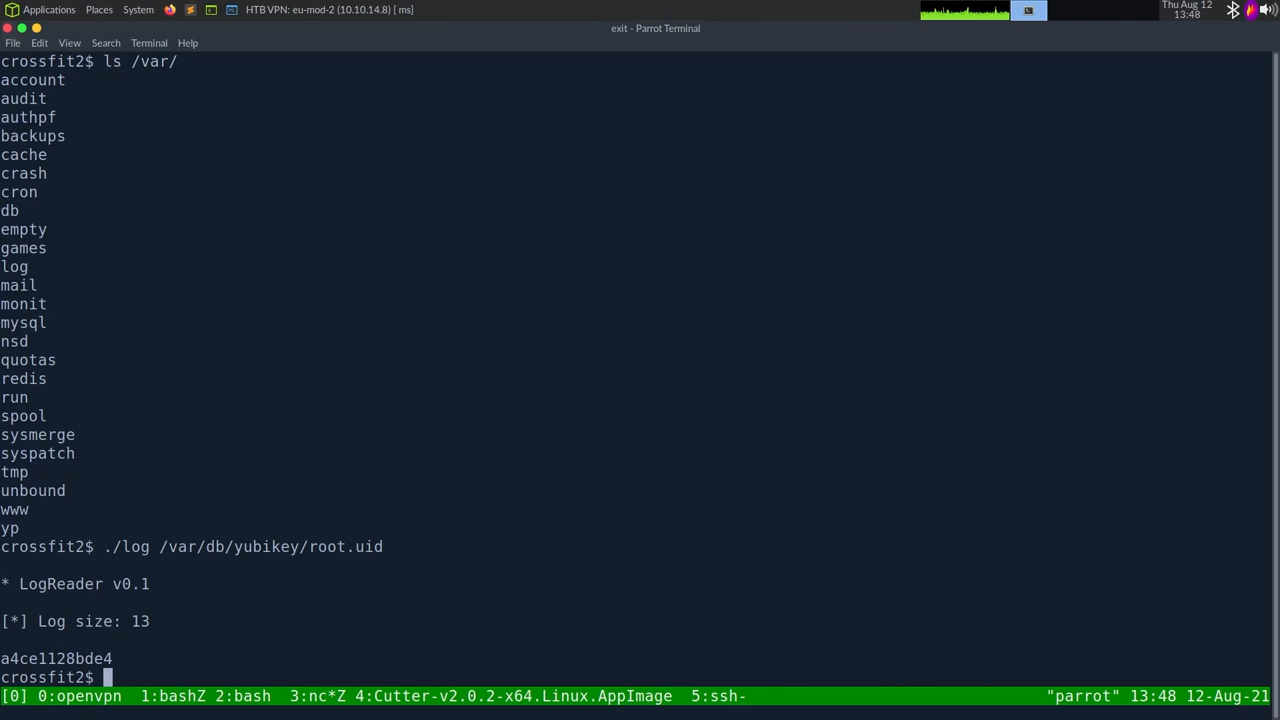 Applications Places System HTB VPN: eu-mod-2 (10.10.14.8) [ms] Thu Aug 12
13:48
exit - Parrot Terminal
File Edit View Search Terminal Help
crossfit2$ ls /var/
account
audit
authpf
backups
cache
crash
cron
db
empty
games
log
mail
monit
mysql
nsd
quotas
redis
run
spool
sysmerge
syspatch
tmp
unbound
www
yp
crossfit2$ ./log /var/db/yubikey/root.uid
* LogReader v0.1
[*] Log size: 13
a4ce1128bde4
crossfit2$
[0] 0:openvpn 1:bashZ 2:bash 3:nc*Z 4:Cutter-v2.0.2-x64.Linux.AppImage 5:ssh- "parrot" 13:48 12-Aug-21